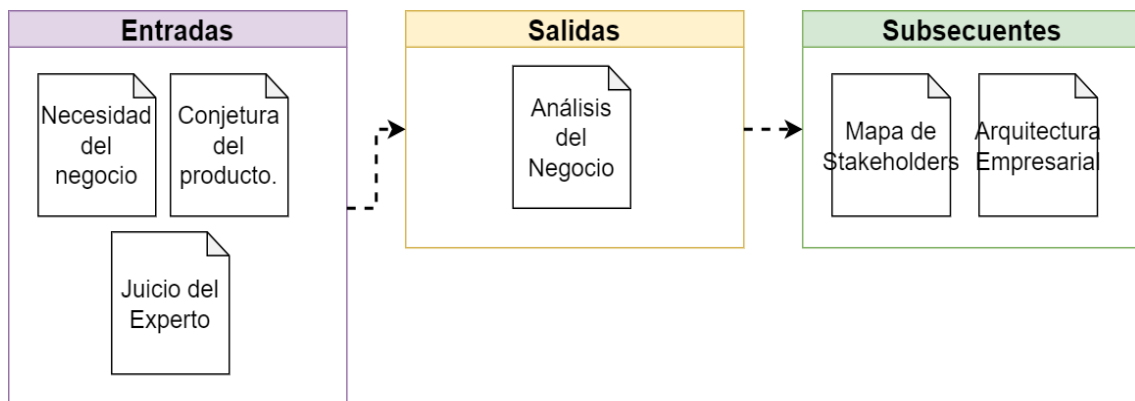 Entradas
Necesidad
del
negocio
Conjetura
del
producto.
Juicio del
Experto
Salidas
Análisis
del
Negocio
Subsecuentes
Mapa de
Stakeholders
Arquitectura
Empresarial